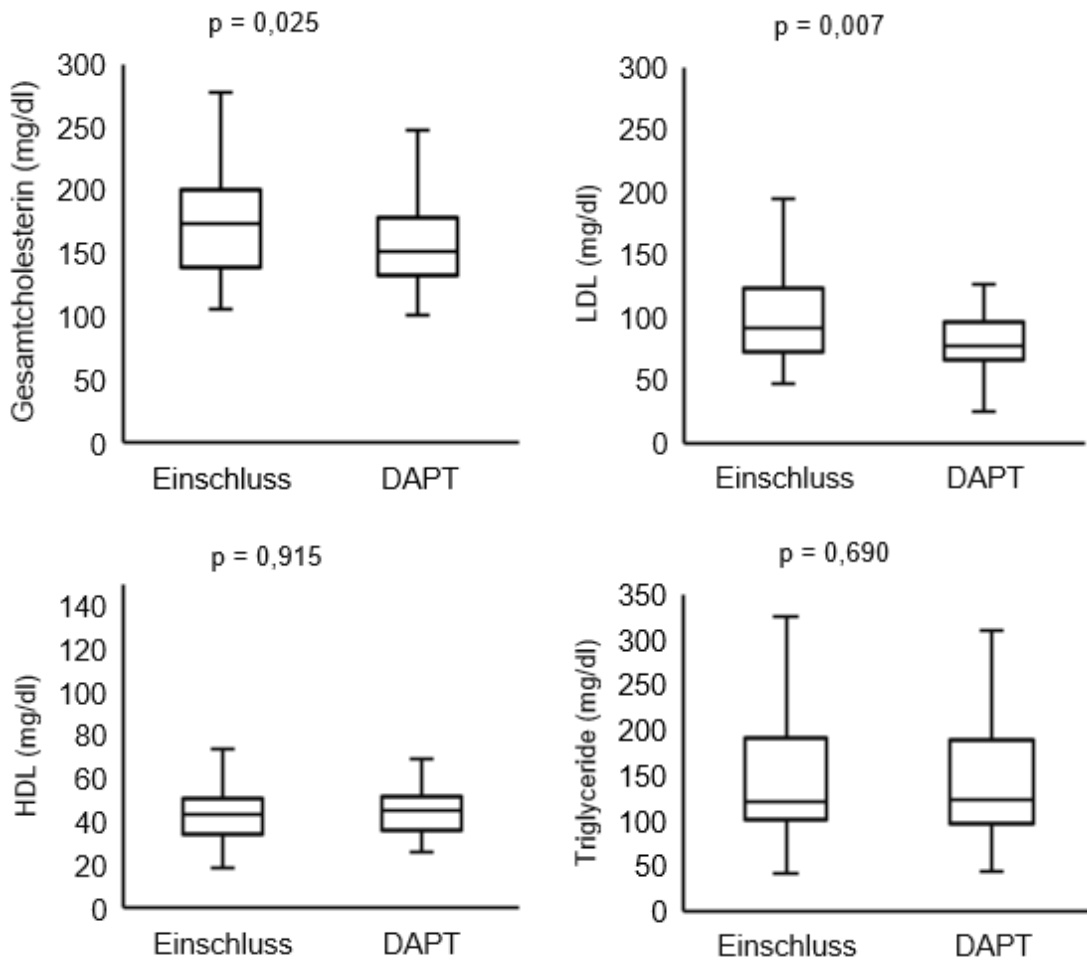 p = 0,025
Gesamtcholesterin (mg/dl)
300
250
200
150
100
50
0
Einschluss DAPT
p = 0,007
LDL (mg/dl)
300
250
200
150
100
50
0
Einschluss DAPT
p = 0,915
HDL (mg/dl)
140
120
100
80
60
40
20
0
Einschluss DAPT
p = 0,690
Triglyceride (mg/dl)
350
300
250
200
150
100
50
0
Einschluss DAPT